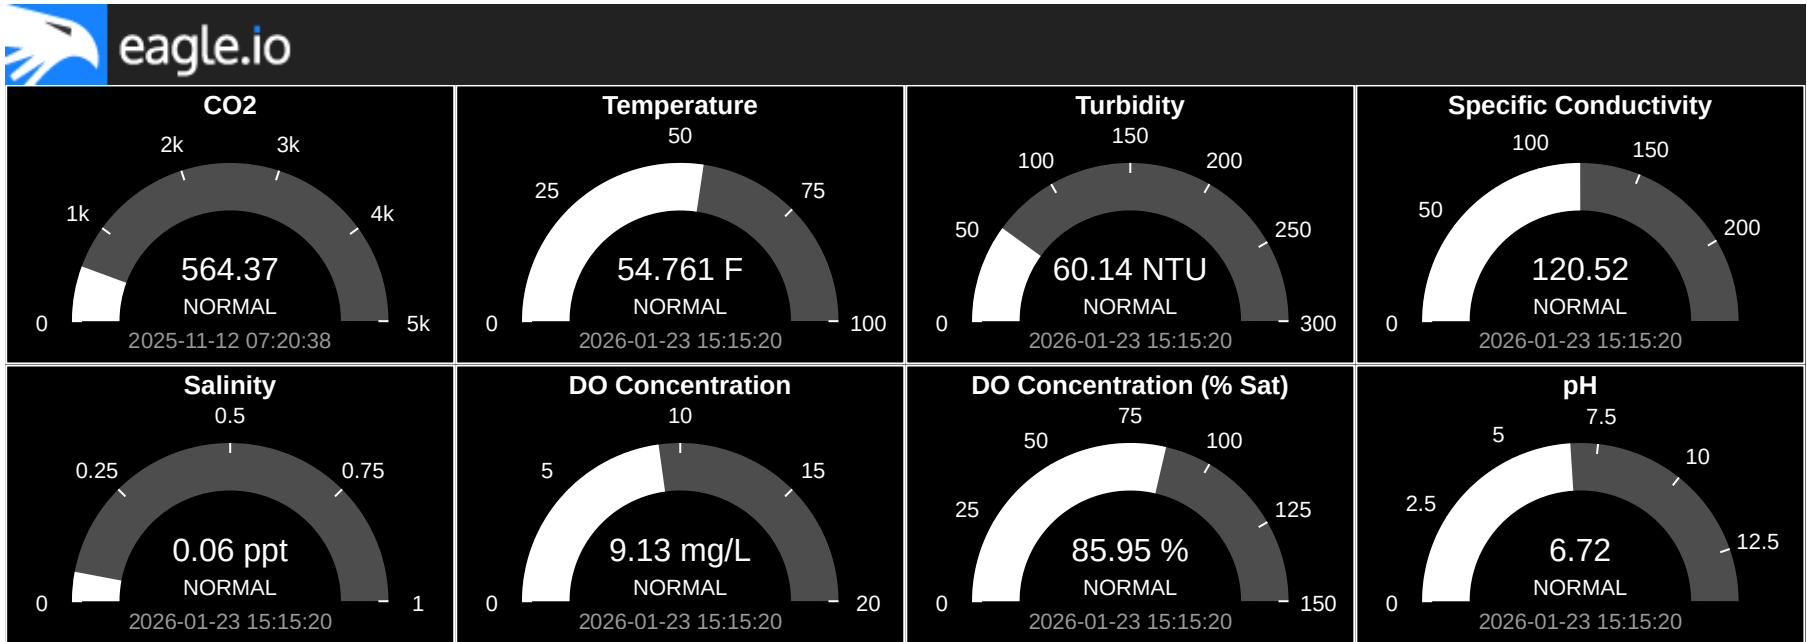 eagle.io
CO2
0
1k
2k
3k
4k
5k
564.37
NORMAL
2025-11-12 07:20:38
Temperature
0
25
50
75
100
54.761 F
NORMAL
2026-01-23 15:15:20
Turbidity
0
50
100
150
200
250
300
60.14 NTU
NORMAL
2026-01-23 15:15:20
Specific Conductivity
0
50
100
150
200
120.52
NORMAL
2026-01-23 15:15:20
Salinity
0
0.25
0.5
0.75
1
0.06 ppt
NORMAL
2026-01-23 15:15:20
DO Concentration
0
5
10
15
20
9.13 mg/L
NORMAL
2026-01-23 15:15:20
DO Concentration (% Sat)
0
25
50
75
100
125
150
85.95 %
NORMAL
2026-01-23 15:15:20
pH
0
2.5
5
7.5
10
12.5
6.72
NORMAL
2026-01-23 15:15:20